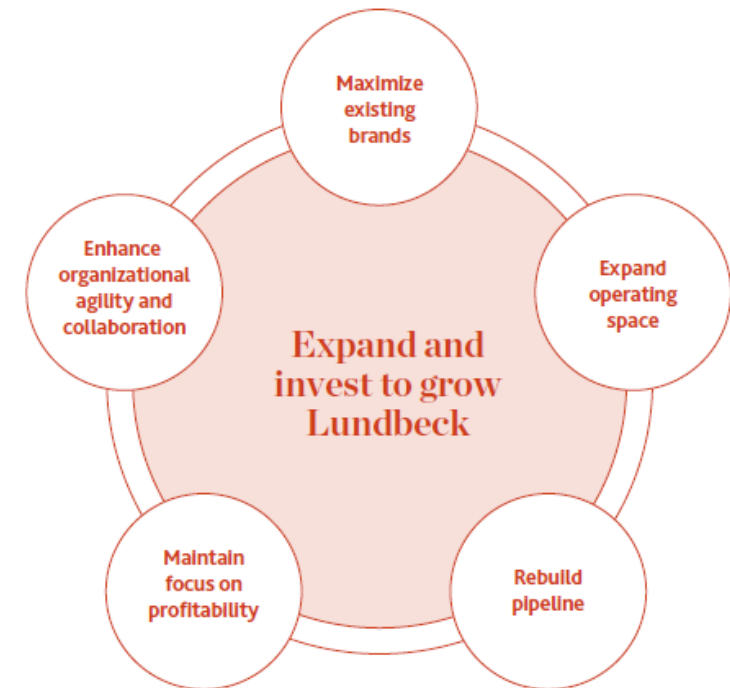 Maximize
existing
brands
Expand
operating
space
Rebuild
pipeline
Maintain
focus on
profitability
Enhance
organizational
agility and
collaboration
Expand and
invest to grow
Lundbeck